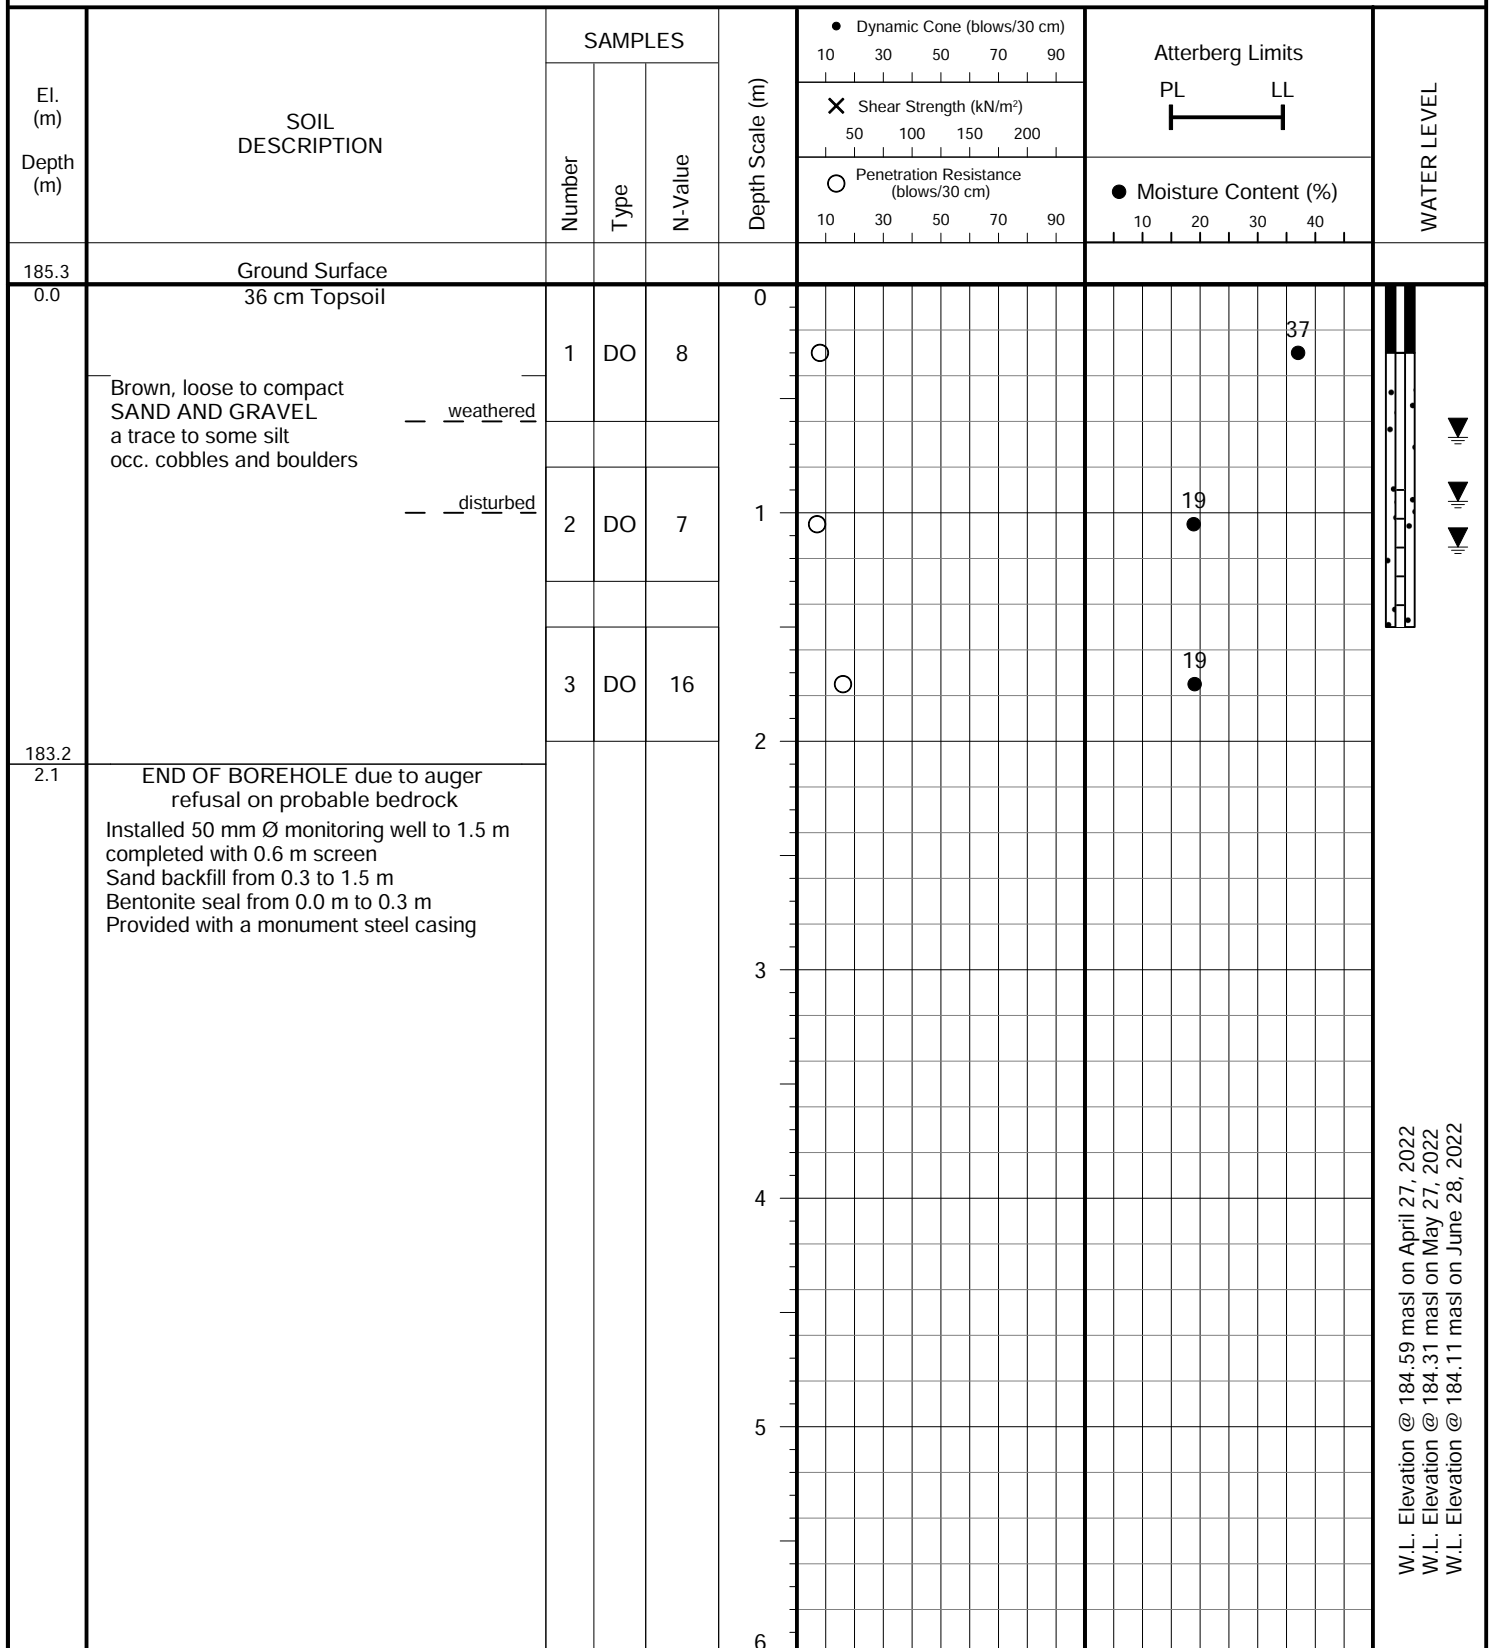 El.
(m)
Depth
(m)
SOIL
DESCRIPTION
SAMPLES
Number
Type
N-Value
Depth Scale (m)
Dynamic Cone (blows/30 cm)
10 30 50 70 90
Shear Strength (kN/m²)
50 100 150 200
Penetration Resistance
(blows/30 cm)
10 30 50 70 90
Atterberg Limits
PL LL
Moisture Content (%)
10 20 30 40
WATER LEVEL
185.3 Ground Surface
0.0 36 cm Topsoil 0
37
1 DO 8
Brown, loose to compact
SAND AND GRAVEL
a trace to some silt
occ. cobbles and boulders
weathered
disturbed
19
1
2 DO 7
19
3 DO 16
2
183.2
2.1 END OF BOREHOLE due to auger
refusal on probable bedrock
Installed 50 mm Ø monitoring well to 1.5 m
completed with 0.6 m screen
Sand backfill from 0.3 to 1.5 m
Bentonite seal from 0.0 m to 0.3 m
Provided with a monument steel casing
3
4
5
6
W.L. Elevation @ 184.59 masl on April 27, 2022
W.L. Elevation @ 184.31 masl on May 27, 2022
W.L. Elevation @ 184.11 masl on June 28, 2022